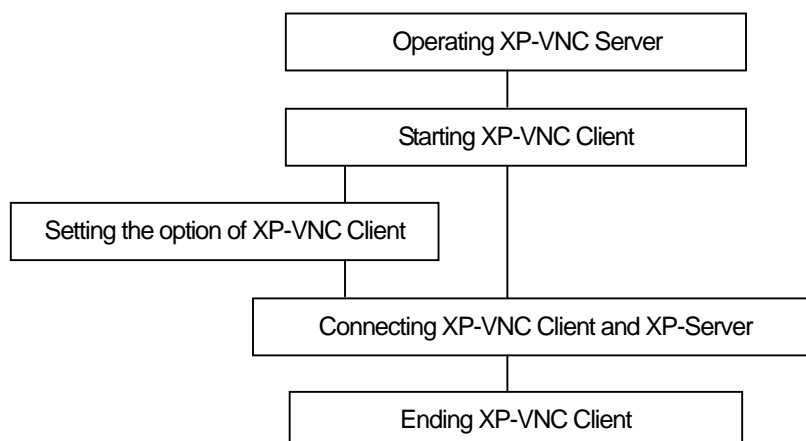 Operating XP-VNC Server
Starting XP-VNC Client
Setting the option of XP-VNC Client
Connecting XP-VNC Client and XP-Server
Ending XP-VNC Client